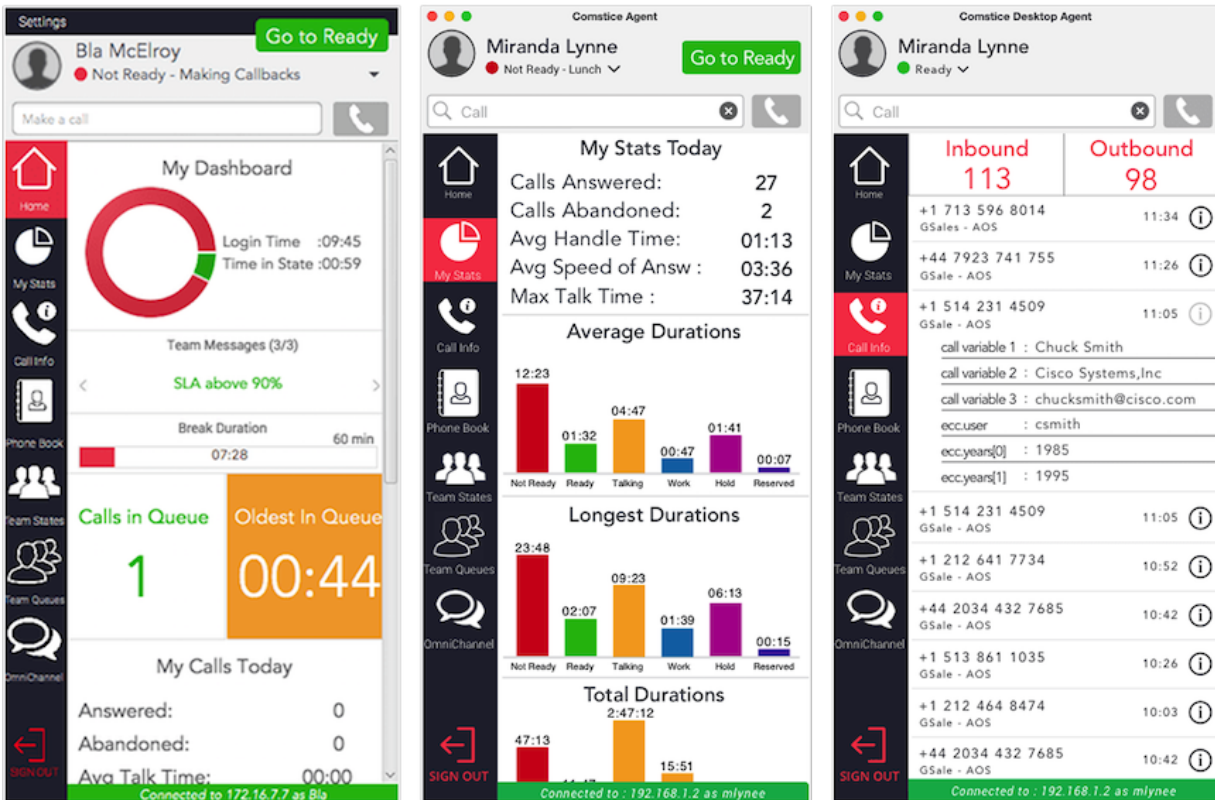 Settings
Bla McElroy
Go to Ready
Not Ready - Making Callbacks
Make a call
Home
My Stats
Call Info
Phone Book
Team States
Team Queues
OmniChannel
SIGN OUT
My Dashboard
Login Time :09:45
Time in State :00:59
Team Messages (3/3)
SLA above 90%
Break Duration
60 min
07:28
Calls in Queue
1
Oldest In Queue
00:44
My Calls Today
Answered: 0
Abandoned: 0
Avg Talk Time: 00:00
Connected to 172.16.7.7 as Bla
Comstice Agent
Miranda Lynne
Not Ready - Lunch
Go to Ready
Call
Home
My Stats
Call Info
Phone Book
Team States
Team Queues
OmniChannel
SIGN OUT
My Stats Today
Calls Answered: 27
Calls Abandoned: 2
Avg Handle Time: 01:13
Avg Speed of Answ : 03:36
Max Talk Time : 37:14
Average Durations
12:23 01:32 04:47 00:47 01:41 00:07
Not Ready Ready Talking Work Hold Reserved
Longest Durations
23:48 02:07 09:23 01:39 06:13 00:15
Not Ready Ready Talking Work Hold Reserved
Total Durations
2:47:12
47:13 15:51
Connected to : 192.168.1.2 as mlynee
Comstice Desktop Agent
Miranda Lynne
Ready
Call
Home
My Stats
Call Info
Phone Book
Team States
Team Queues
OmniChannel
SIGN OUT
Inbound Outbound
113 98
+1 713 596 8014 11:34
GSales - AOS
+44 7923 741 755 11:26
GSale - AOS
+1 514 231 4509 11:05
GSale - AOS
call variable 1 : Chuck Smith
call variable 2 : Cisco Systems,Inc
call variable 3 : chucksmith@cisco.com
ecc.user : csmith
ecc.years[0] : 1985
ecc.years[1] : 1995
+1 514 231 4509 11:05
GSale - AOS
+1 212 641 7734 10:52
GSale - AOS
+44 2034 432 7685 10:42
GSale - AOS
+1 513 861 1035 10:26
GSale - AOS
+1 212 464 8474 10:03
GSale - AOS
+44 2034 432 7685 10:42
GSale - AOS
Connected to : 192.168.1.2 as mlynee